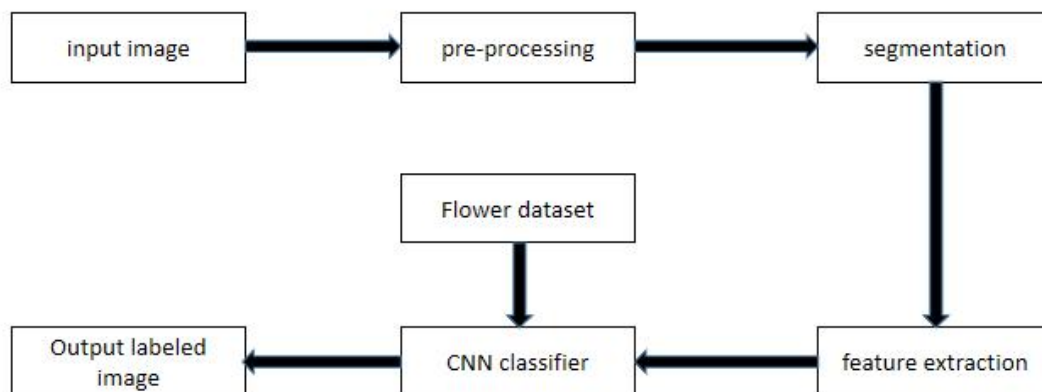 input image
pre-processing
segmentation
Flower dataset
Output labeled
image
CNN classifier
feature extraction